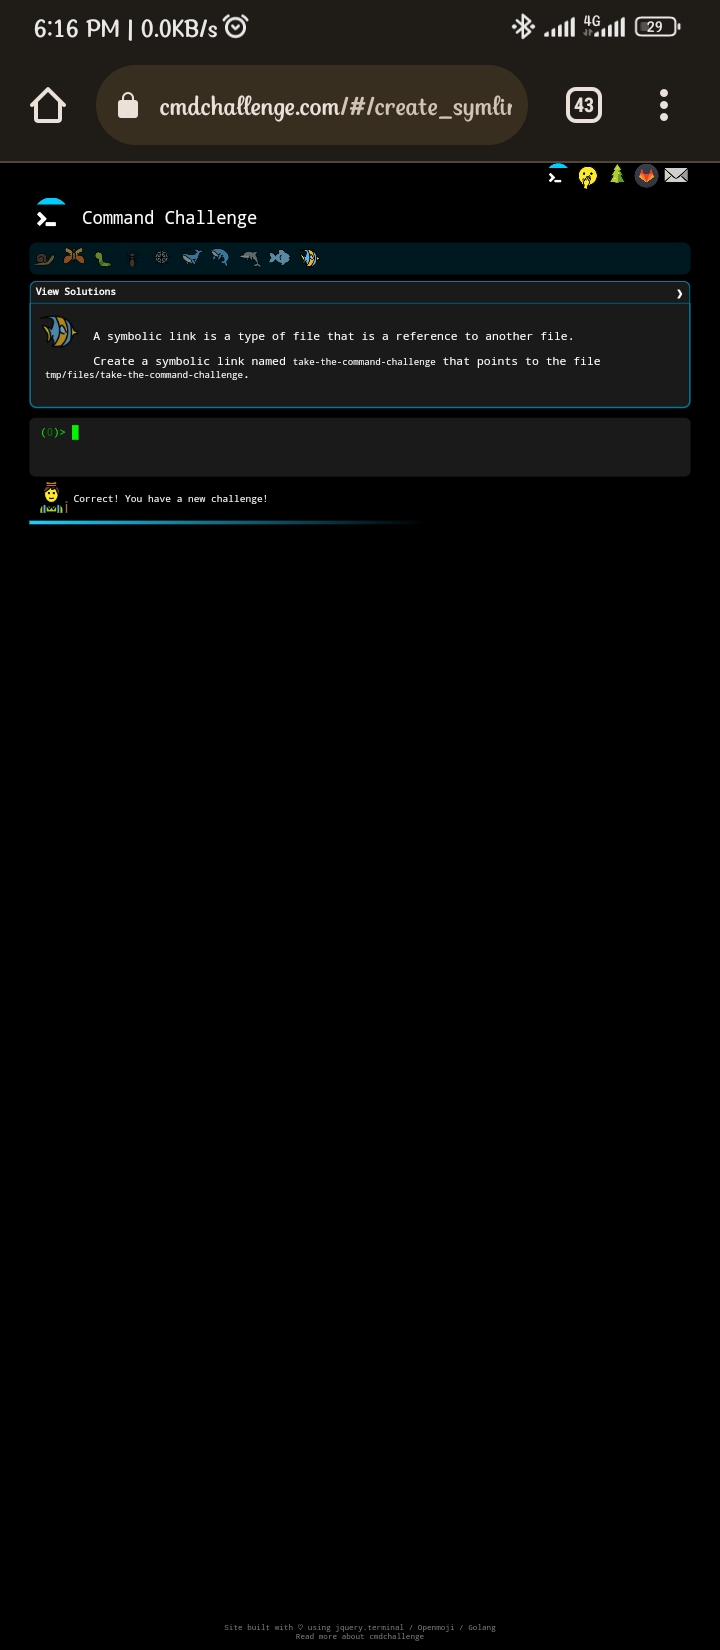 6:16 PM | 0.0KB/s
4G
29
cmdchallenge.com/#/create_symlin
43
Command Challenge
View Solutions
A symbolic link is a type of file that is a reference to another file.
Create a symbolic link named take-the-command-challenge that points to the file
tmp/files/take-the-command-challenge.
(0)>
Correct! You have a new challenge!
Site built with ♡ using jquery.terminal / Openmoji / Golang
Read more about cmdchallenge